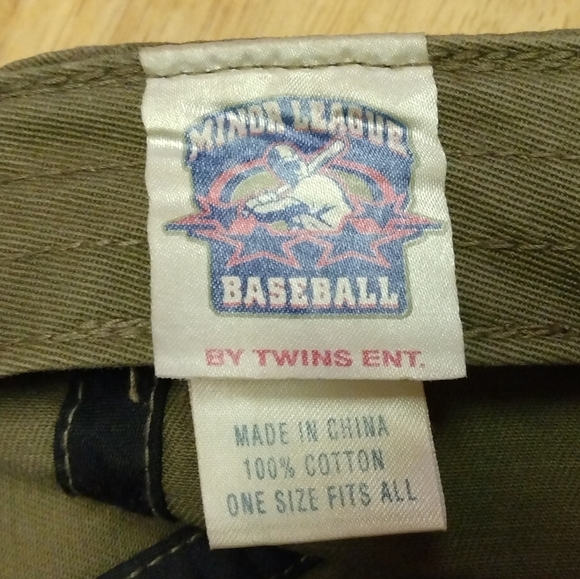 MINOR LEAGUE
BASEBALL
BY TWINS ENT.
MADE IN CHINA
100% COTTON
ONE SIZE FITS ALL